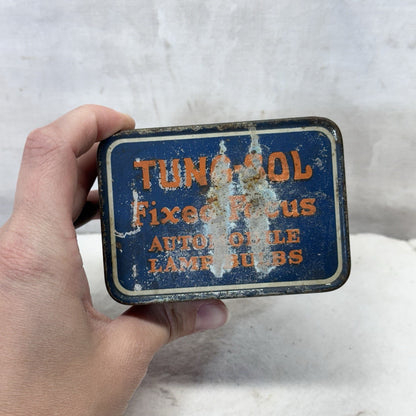 TUNG-SOL
Fixed Focus
AUTOMOBILE
LAMP BULBS